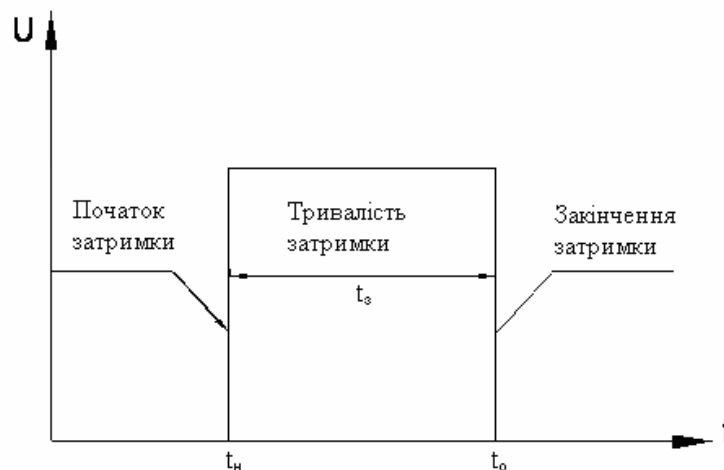 U
Початок
затримки
Тривалість
затримки
Закінчення
затримки
tз
tн
tо